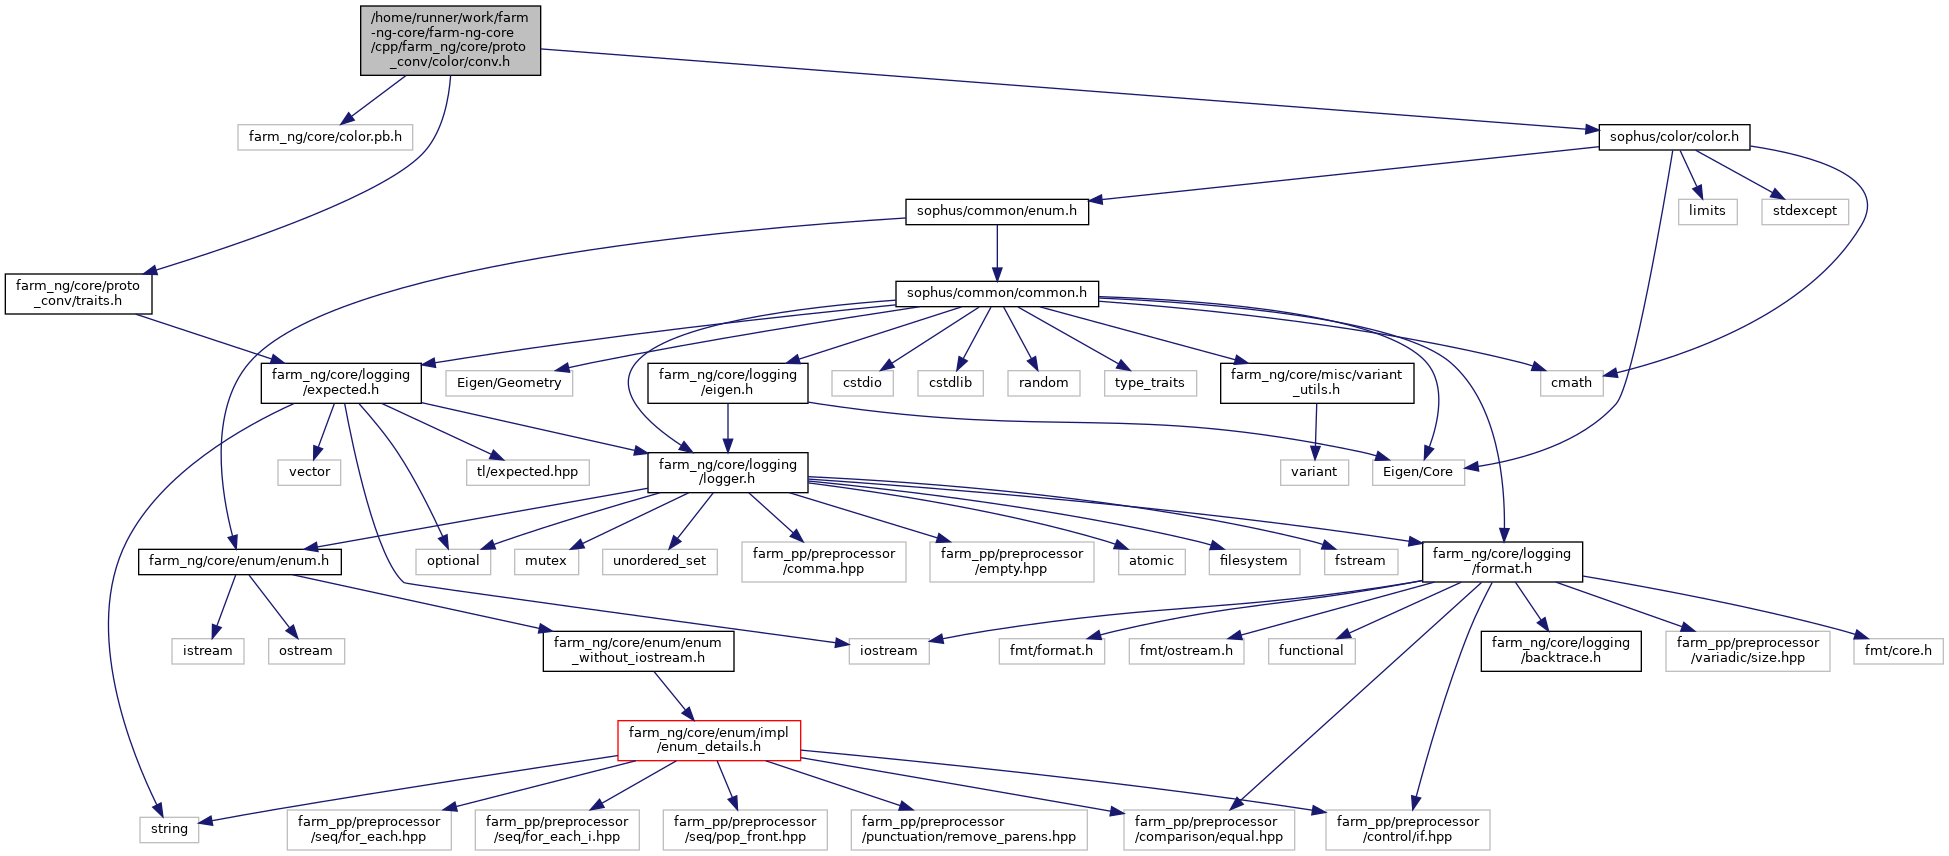 /home/runner/work/farm
-ng-core/farm-ng-core
/cpp/farm_ng/core/proto
_conv/color/conv.h
farm_ng/core/color.pb.h
sophus/color/color.h
sophus/common/enum.h
limits
stdexcept
farm_ng/core/proto
_conv/traits.h
sophus/common/common.h
farm_ng/core/logging
/expected.h
Eigen/Geometry
farm_ng/core/logging
/eigen.h
cstdio
cstdlib
random
type_traits
farm_ng/core/misc/variant
_utils.h
cmath
vector
tl/expected.hpp
farm_ng/core/logging
/logger.h
variant
Eigen/Core
farm_ng/core/enum/enum.h
optional
mutex
unordered_set
farm_pp/preprocessor
/comma.hpp
farm_pp/preprocessor
/empty.hpp
atomic
filesystem
fstream
farm_ng/core/logging
/format.h
istream
ostream
farm_ng/core/enum/enum
_without_iostream.h
iostream
fmt/format.h
fmt/ostream.h
functional
farm_ng/core/logging
/backtrace.h
farm_pp/preprocessor
/variadic/size.hpp
fmt/core.h
farm_ng/core/enum/impl
/enum_details.h
string
farm_pp/preprocessor
/seq/for_each.hpp
farm_pp/preprocessor
/seq/for_each_i.hpp
farm_pp/preprocessor
/seq/pop_front.hpp
farm_pp/preprocessor
/punctuation/remove_parens.hpp
farm_pp/preprocessor
/comparison/equal.hpp
farm_pp/preprocessor
/control/if.hpp